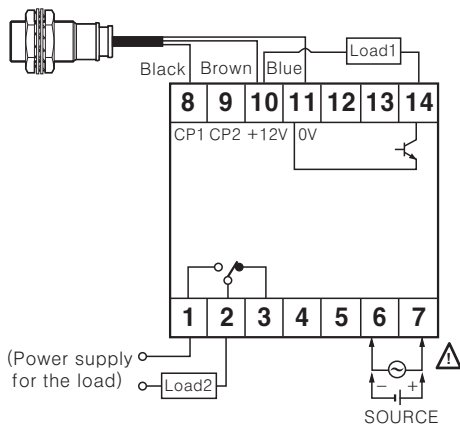 Load1
Black Brown Blue
8 9 10 11 12 13 14
CP1 CP2 +12V 0V
1 2 3 4 5 6 7
(Power supply
for the load)
Load2
− +
SOURCE